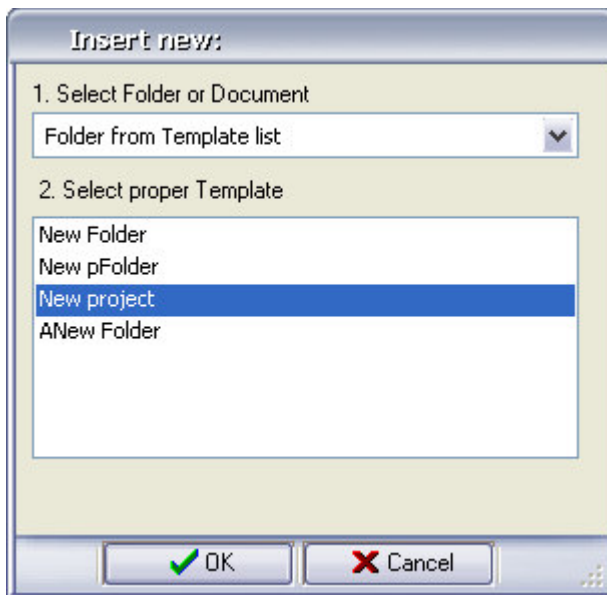 Insert new:
1. Select Folder or Document
Folder from Template list
2. Select proper Template
New Folder
New pFolder
New project
ANew Folder
OK
Cancel